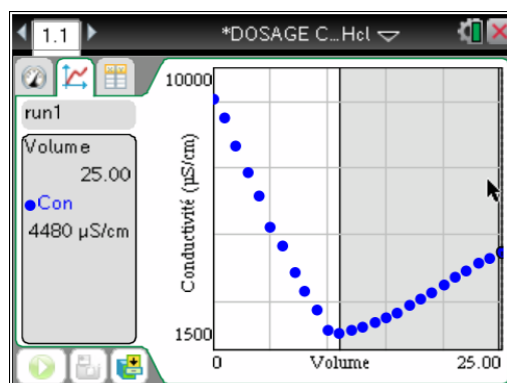 1.1
*DOSAGE C...Hcl
run1
Volume
25.00
Con
4480 µS/cm
10000
Conductivité (µS/cm)
1500
0
Volume
25.00